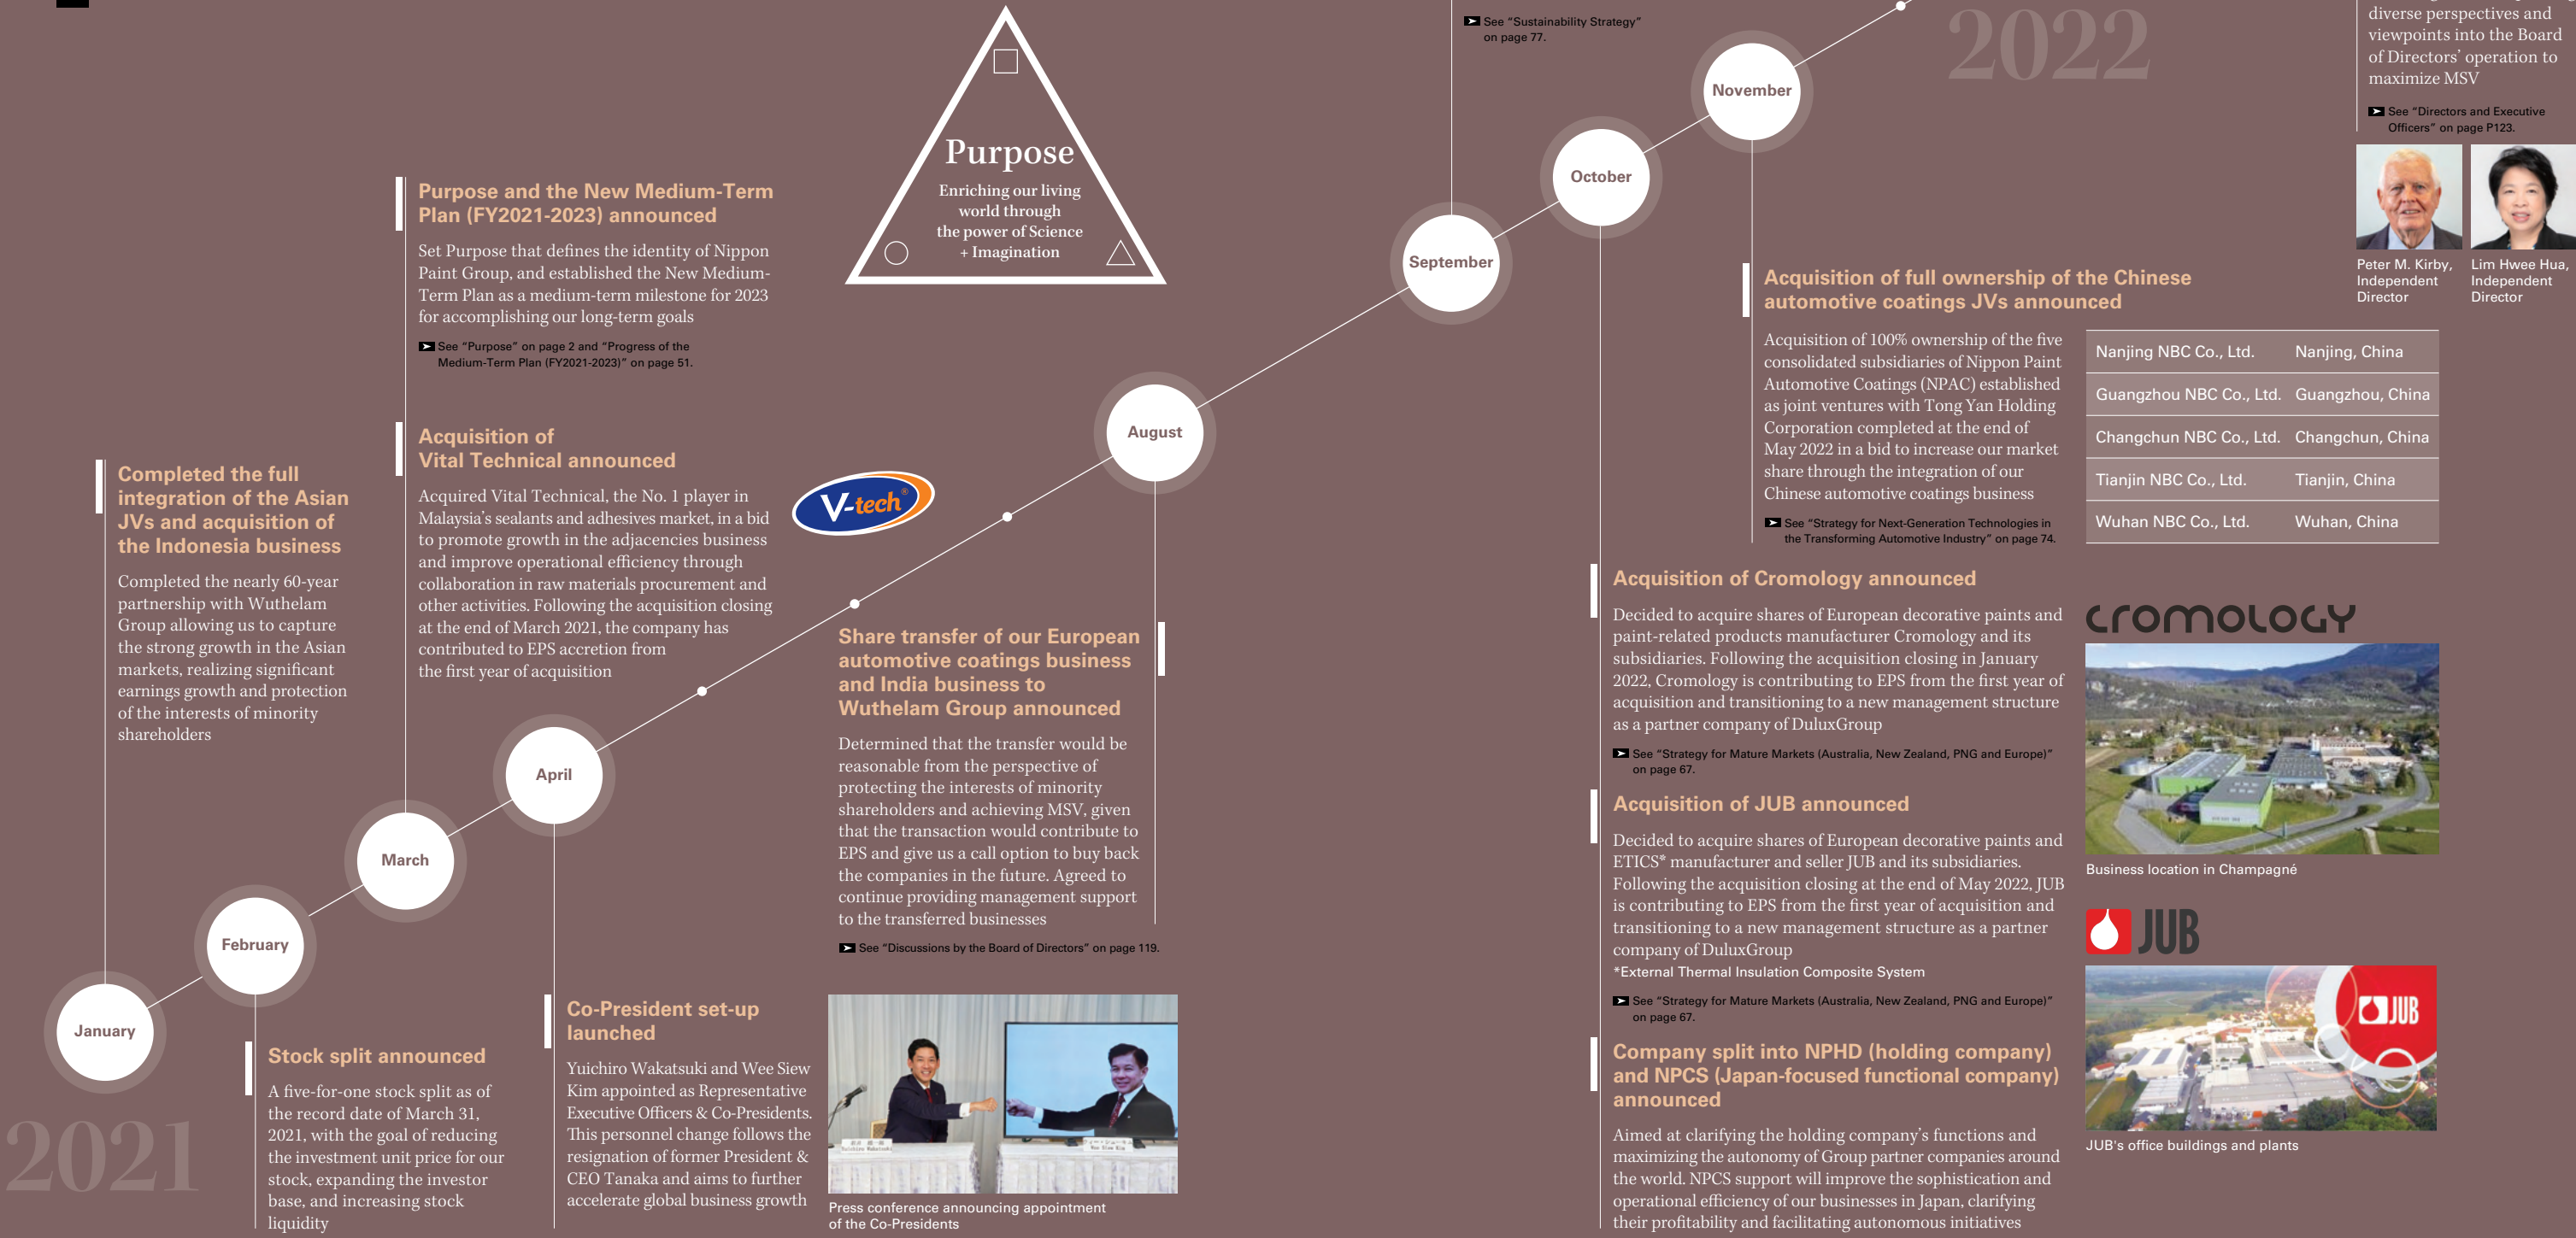 2021
January
Completed the full
integration of the Asian
JVs and acquisition of
the Indonesia business
Completed the nearly 60-year
partnership with Wuthelam
Group allowing us to capture
the strong growth in the Asian
markets, realizing significant
earnings growth and protection
of the interests of minority
shareholders
February
Stock split announced
A five-for-one stock split as of
the record date of March 31,
2021, with the goal of reducing
the investment unit price for our
stock, expanding the investor
base, and increasing stock
liquidity
March
Purpose and the New Medium-Term
Plan (FY2021-2023) announced
Set Purpose that defines the identity of Nippon
Paint Group, and established the New Medium-
Term Plan as a medium-term milestone for 2023
for accomplishing our long-term goals
See “Purpose” on page 2 and “Progress of the
Medium-Term Plan (FY2021-2023)” on page 51.
Purpose
Enriching our living
world through
the power of Science
+ Imagination
Acquisition of
Vital Technical announced
Acquired Vital Technical, the No. 1 player in
Malaysia’s sealants and adhesives market, in a bid
to promote growth in the adjacencies business
and improve operational efficiency through
collaboration in raw materials procurement and
other activities. Following the acquisition closing
at the end of March 2021, the company has
contributed to EPS accretion from
the first year of acquisition
V-tech®
April
Co-President set-up
launched
Yuichiro Wakatsuki and Wee Siew
Kim appointed as Representative
Executive Officers & Co-Presidents.
This personnel change follows the
resignation of former President &
CEO Tanaka and aims to further
accelerate global business growth
Press conference announcing appointment
of the Co-Presidents
August
Share transfer of our European
automotive coatings business
and India business to
Wuthelam Group announced
Determined that the transfer would be
reasonable from the perspective of
protecting the interests of minority
shareholders and achieving MSV, given
that the transaction would contribute to
EPS and give us a call option to buy back
the companies in the future. Agreed to
continue providing management support
to the transferred businesses
See “Discussions by the Board of Directors” on page 119.
September
See “Sustainability Strategy”
on page 77.
October
Acquisition of Cromology announced
Decided to acquire shares of European decorative paints and
paint-related products manufacturer Cromology and its
subsidiaries. Following the acquisition closing in January
2022, Cromology is contributing to EPS from the first year of
acquisition and transitioning to a new management structure
as a partner company of DuluxGroup
See “Strategy for Mature Markets (Australia, New Zealand, PNG and Europe)”
on page 67.
CROMOLOGY
Business location in Champagné
Acquisition of JUB announced
Decided to acquire shares of European decorative paints and
ETICS* manufacturer and seller JUB and its subsidiaries.
Following the acquisition closing at the end of May 2022, JUB
is contributing to EPS from the first year of acquisition and
transitioning to a new management structure as a partner
company of DuluxGroup
*External Thermal Insulation Composite System
See “Strategy for Mature Markets (Australia, New Zealand, PNG and Europe)”
on page 67.
JUB
JUB
JUB's office buildings and plants
Company split into NPHD (holding company)
and NPCS (Japan-focused functional company)
announced
Aimed at clarifying the holding company’s functions and
maximizing the autonomy of Group partner companies around
the world. NPCS support will improve the sophistication and
operational efficiency of our businesses in Japan, clarifying
their profitability and facilitating autonomous initiatives
November
Acquisition of full ownership of the Chinese
automotive coatings JVs announced
Acquisition of 100% ownership of the five
consolidated subsidiaries of Nippon Paint
Automotive Coatings (NPAC) established
as joint ventures with Tong Yan Holding
Corporation completed at the end of
May 2022 in a bid to increase our market
share through the integration of our
Chinese automotive coatings business
See “Strategy for Next-Generation Technologies in
the Transforming Automotive Industry” on page 74.
Nanjing NBC Co., Ltd. Nanjing, China
Guangzhou NBC Co., Ltd. Guangzhou, China
Changchun NBC Co., Ltd. Changchun, China
Tianjin NBC Co., Ltd. Tianjin, China
Wuhan NBC Co., Ltd. Wuhan, China
2022
diverse perspectives and
viewpoints into the Board
of Directors’ operation to
maximize MSV
See “Directors and Executive
Officers” on page P123.
Peter M. Kirby,
Independent
Director
Lim Hwee Hua,
Independent
Director